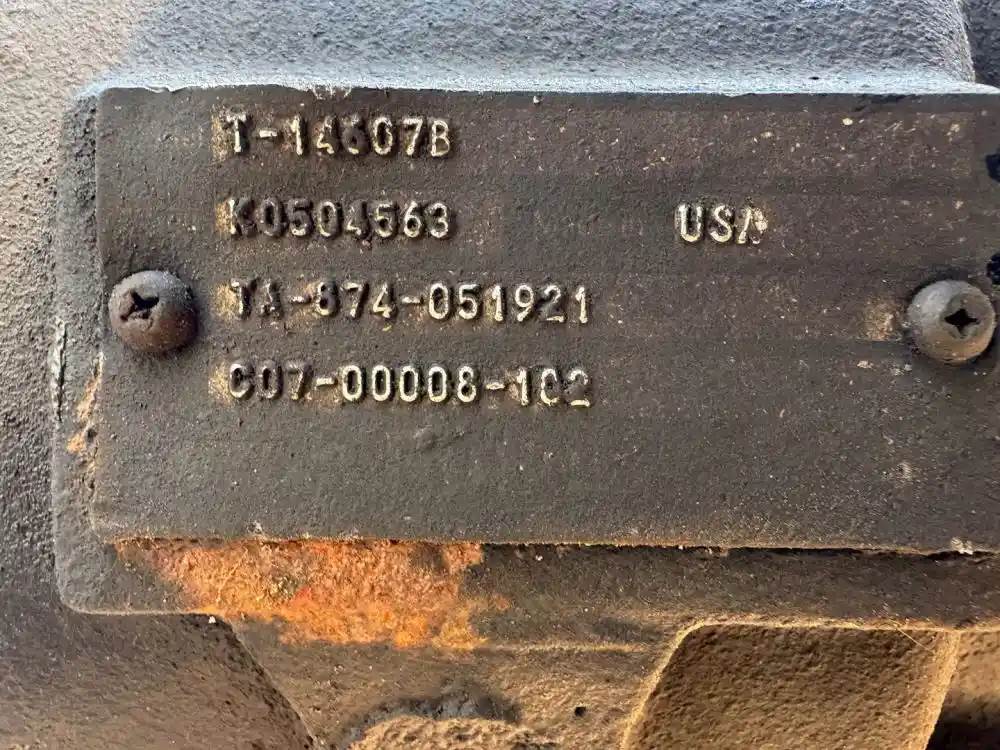 T-14607B
K0504563 USA
TA-874-051921
C07-00008-102